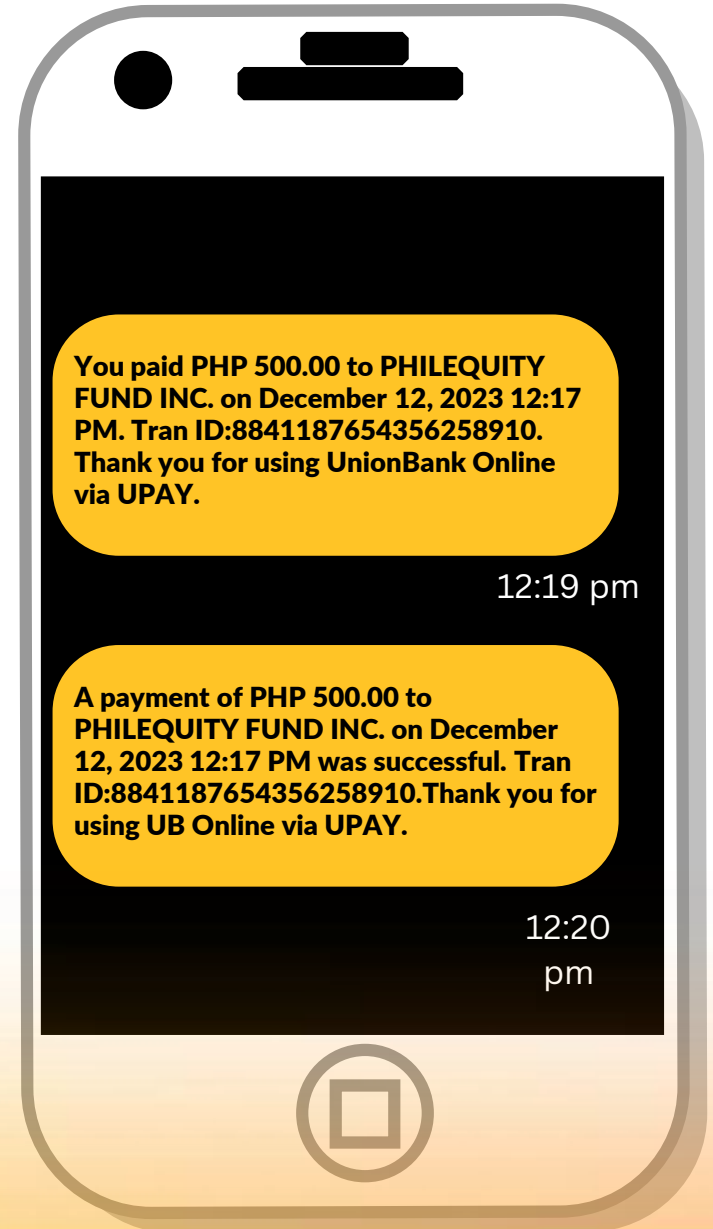 You paid PHP 500.00 to PHILEQUITY
FUND INC. on December 12, 2023 12:17
PM. Tran ID:8841187654356258910.
Thank you for using UnionBank Online
via UPAY.
12:19 pm
A payment of PHP 500.00 to
PHILEQUITY FUND INC. on December
12, 2023 12:17 PM was successful. Tran
ID:8841187654356258910.Thank you for
using UB Online via UPAY.
12:20
pm